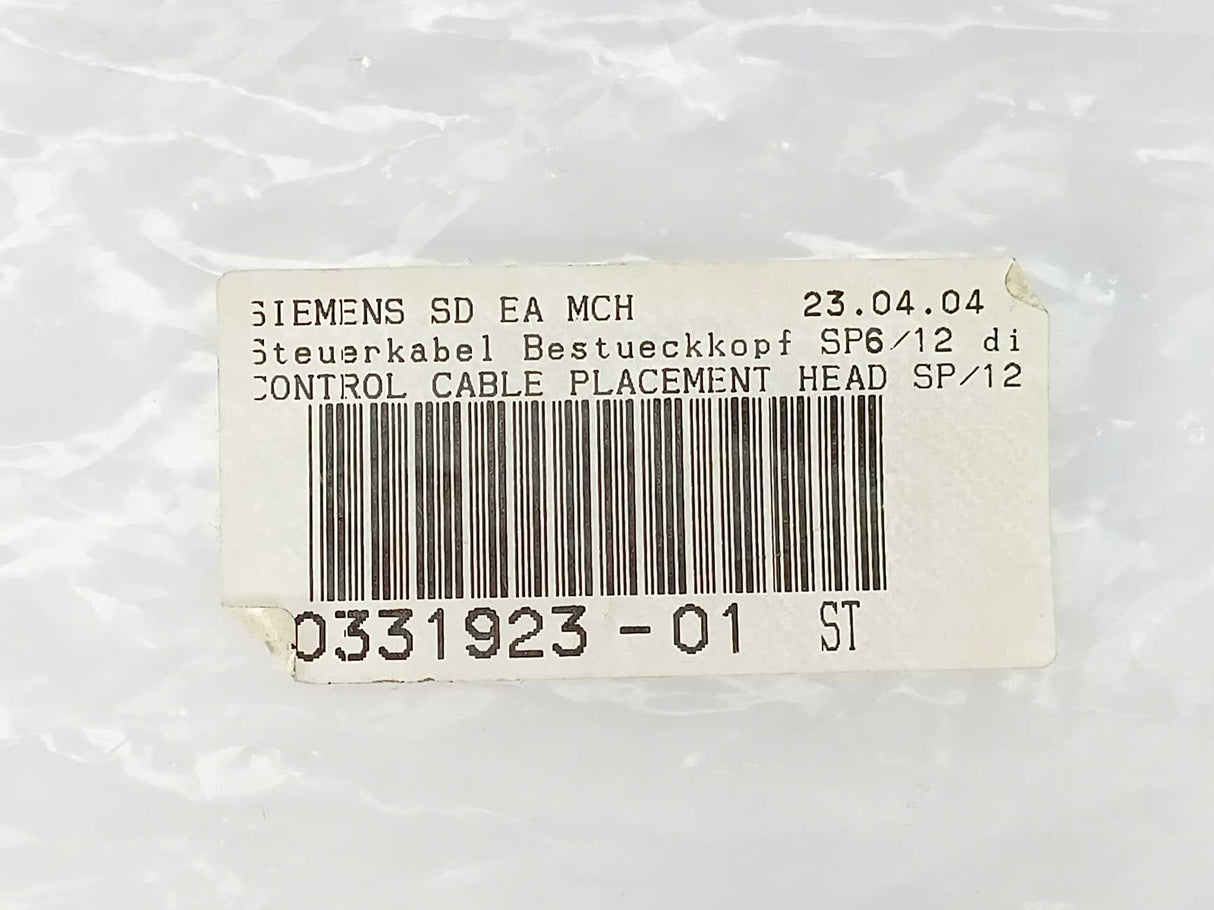 SIEMENS SD EA MCH 23.04.04
Steuerkabel Bestueckkopf SP6/12 di
CONTROL CABLE PLACEMENT HEAD SP/12
0331923-01 ST